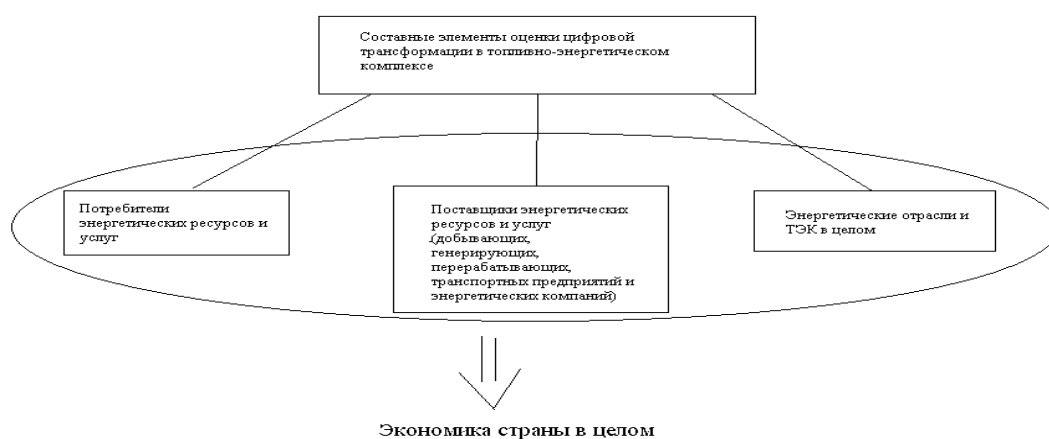 Составные элементы оценки цифровой
трансформации в топливно-энергетическом
комплексе
Потребители
энергетических ресурсов и
услуг
Поставщики энергетических
ресурсов и услуг
(добывающих,
генерирующих,
перерабатывающих,
транспортных предприятий и
энергетических компаний)
Энергетические отрасли и
ТЭК в целом
Экономика страны в целом